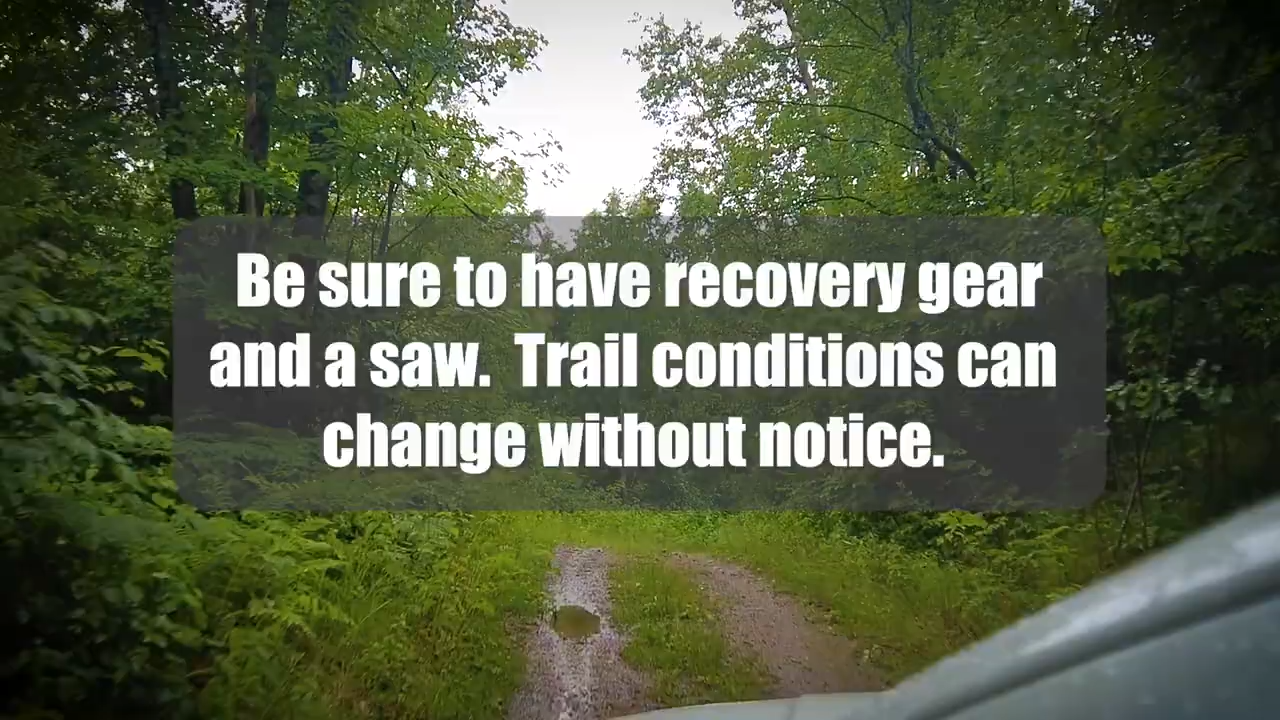 Be sure to have recovery gear
and a saw.  Trail conditions can
change without notice.